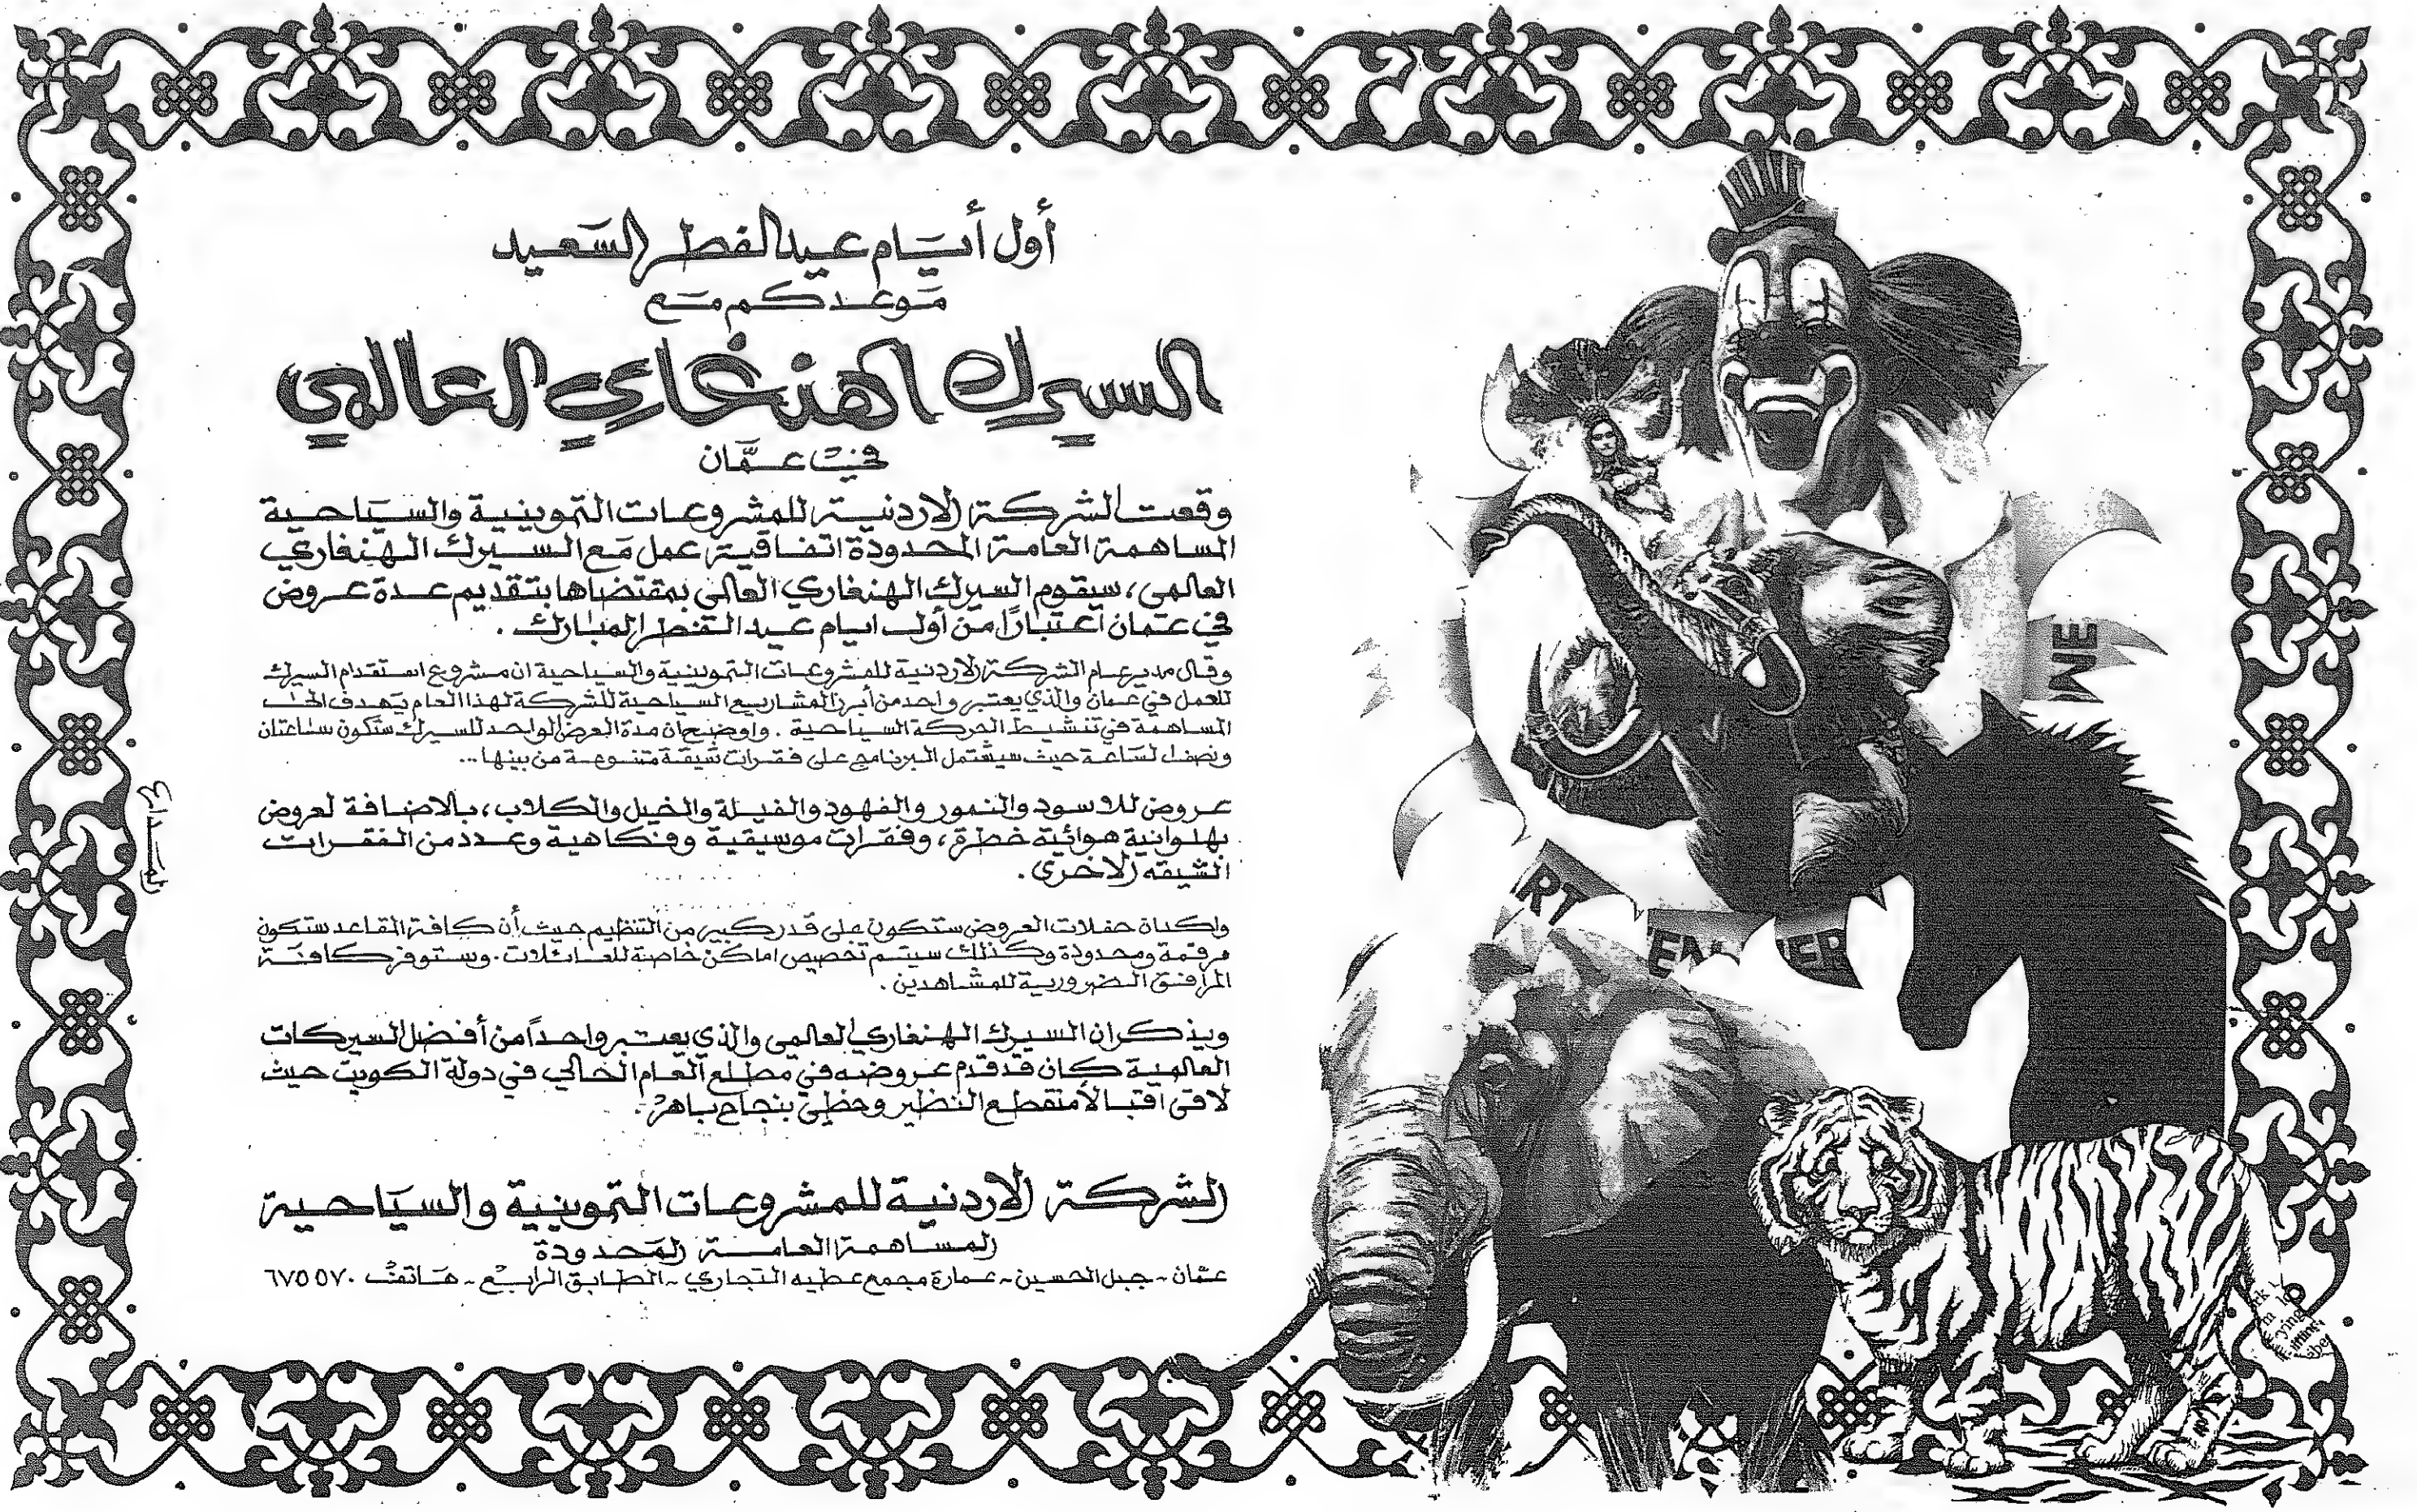 أول أيام عيد الفطر السعيد
موعدكم مع
السيرك الهنغاري العالمي
في عمان
وقعت الشركة الاردنية للمشروعات التموينية والسياحية
المساهمة العامة المحدودة اتفاقية عمل مع السيرك الهنغاري
العالمي، سيقوم السيرك الهنغاري العالمي بمقتضاها بتقديم عدة عروض
في عمان اعتبارًا من أول ايام عيد الفطر المبارك .
وقال مدير عام الشركة الاردنية للمشروعات التموينية والسياحية ان مشروع استقدام السيرك
للعمل في عمان والذي يعتبر واحد من أبرز المشاريع السياحية للشركة لهذا العام يهدف الى
المساهمة في تنشيط الحركة السياحية . واوضح ان مدة العرض الواحد للسيرك ستكون ساعتان
ونصف الساعة حيث سيشتمل البرنامج على فقرات شيقة متنوعة من بينها ...
عروض للاسود والنمور والفهود والفيلة والخيل والكلاب، بالاضافة لعروض
بهلوانية هوائية خطرة، وفقرات موسيقية وفكاهية وعدد من الفقرات
الشيقه الاخرى .
واكد ان حفلات العروض ستكون على قدر كبير من التنظيم حيث أن كافة المقاعد ستكون
مرقمة ومحدودة وكذلك سيتم تخصيص اماكن خاصة للعائلات . وستوفر كافة
المرافق الضرورية للمشاهدين .
ويذكر ان السيرك الهنغاري العالمي والذي يعتبر واحداً من أفضل السيركات
العالمية كان قد قدم عروضه في مطلع العام الحالي في دولة الكويت حيث
لاقى اقبالاً منقطع النظير وحظي بنجاح باهر .
الشركة الاردنية للمشروعات التموينية والسياحية
المساهمة العامة المحدودة
عمان - جبل الحسين - عمارة مجمع عطيه التجاري - الطابق الرابع - هاتف ٦٧٥٥٧٠
ME
RT
ER